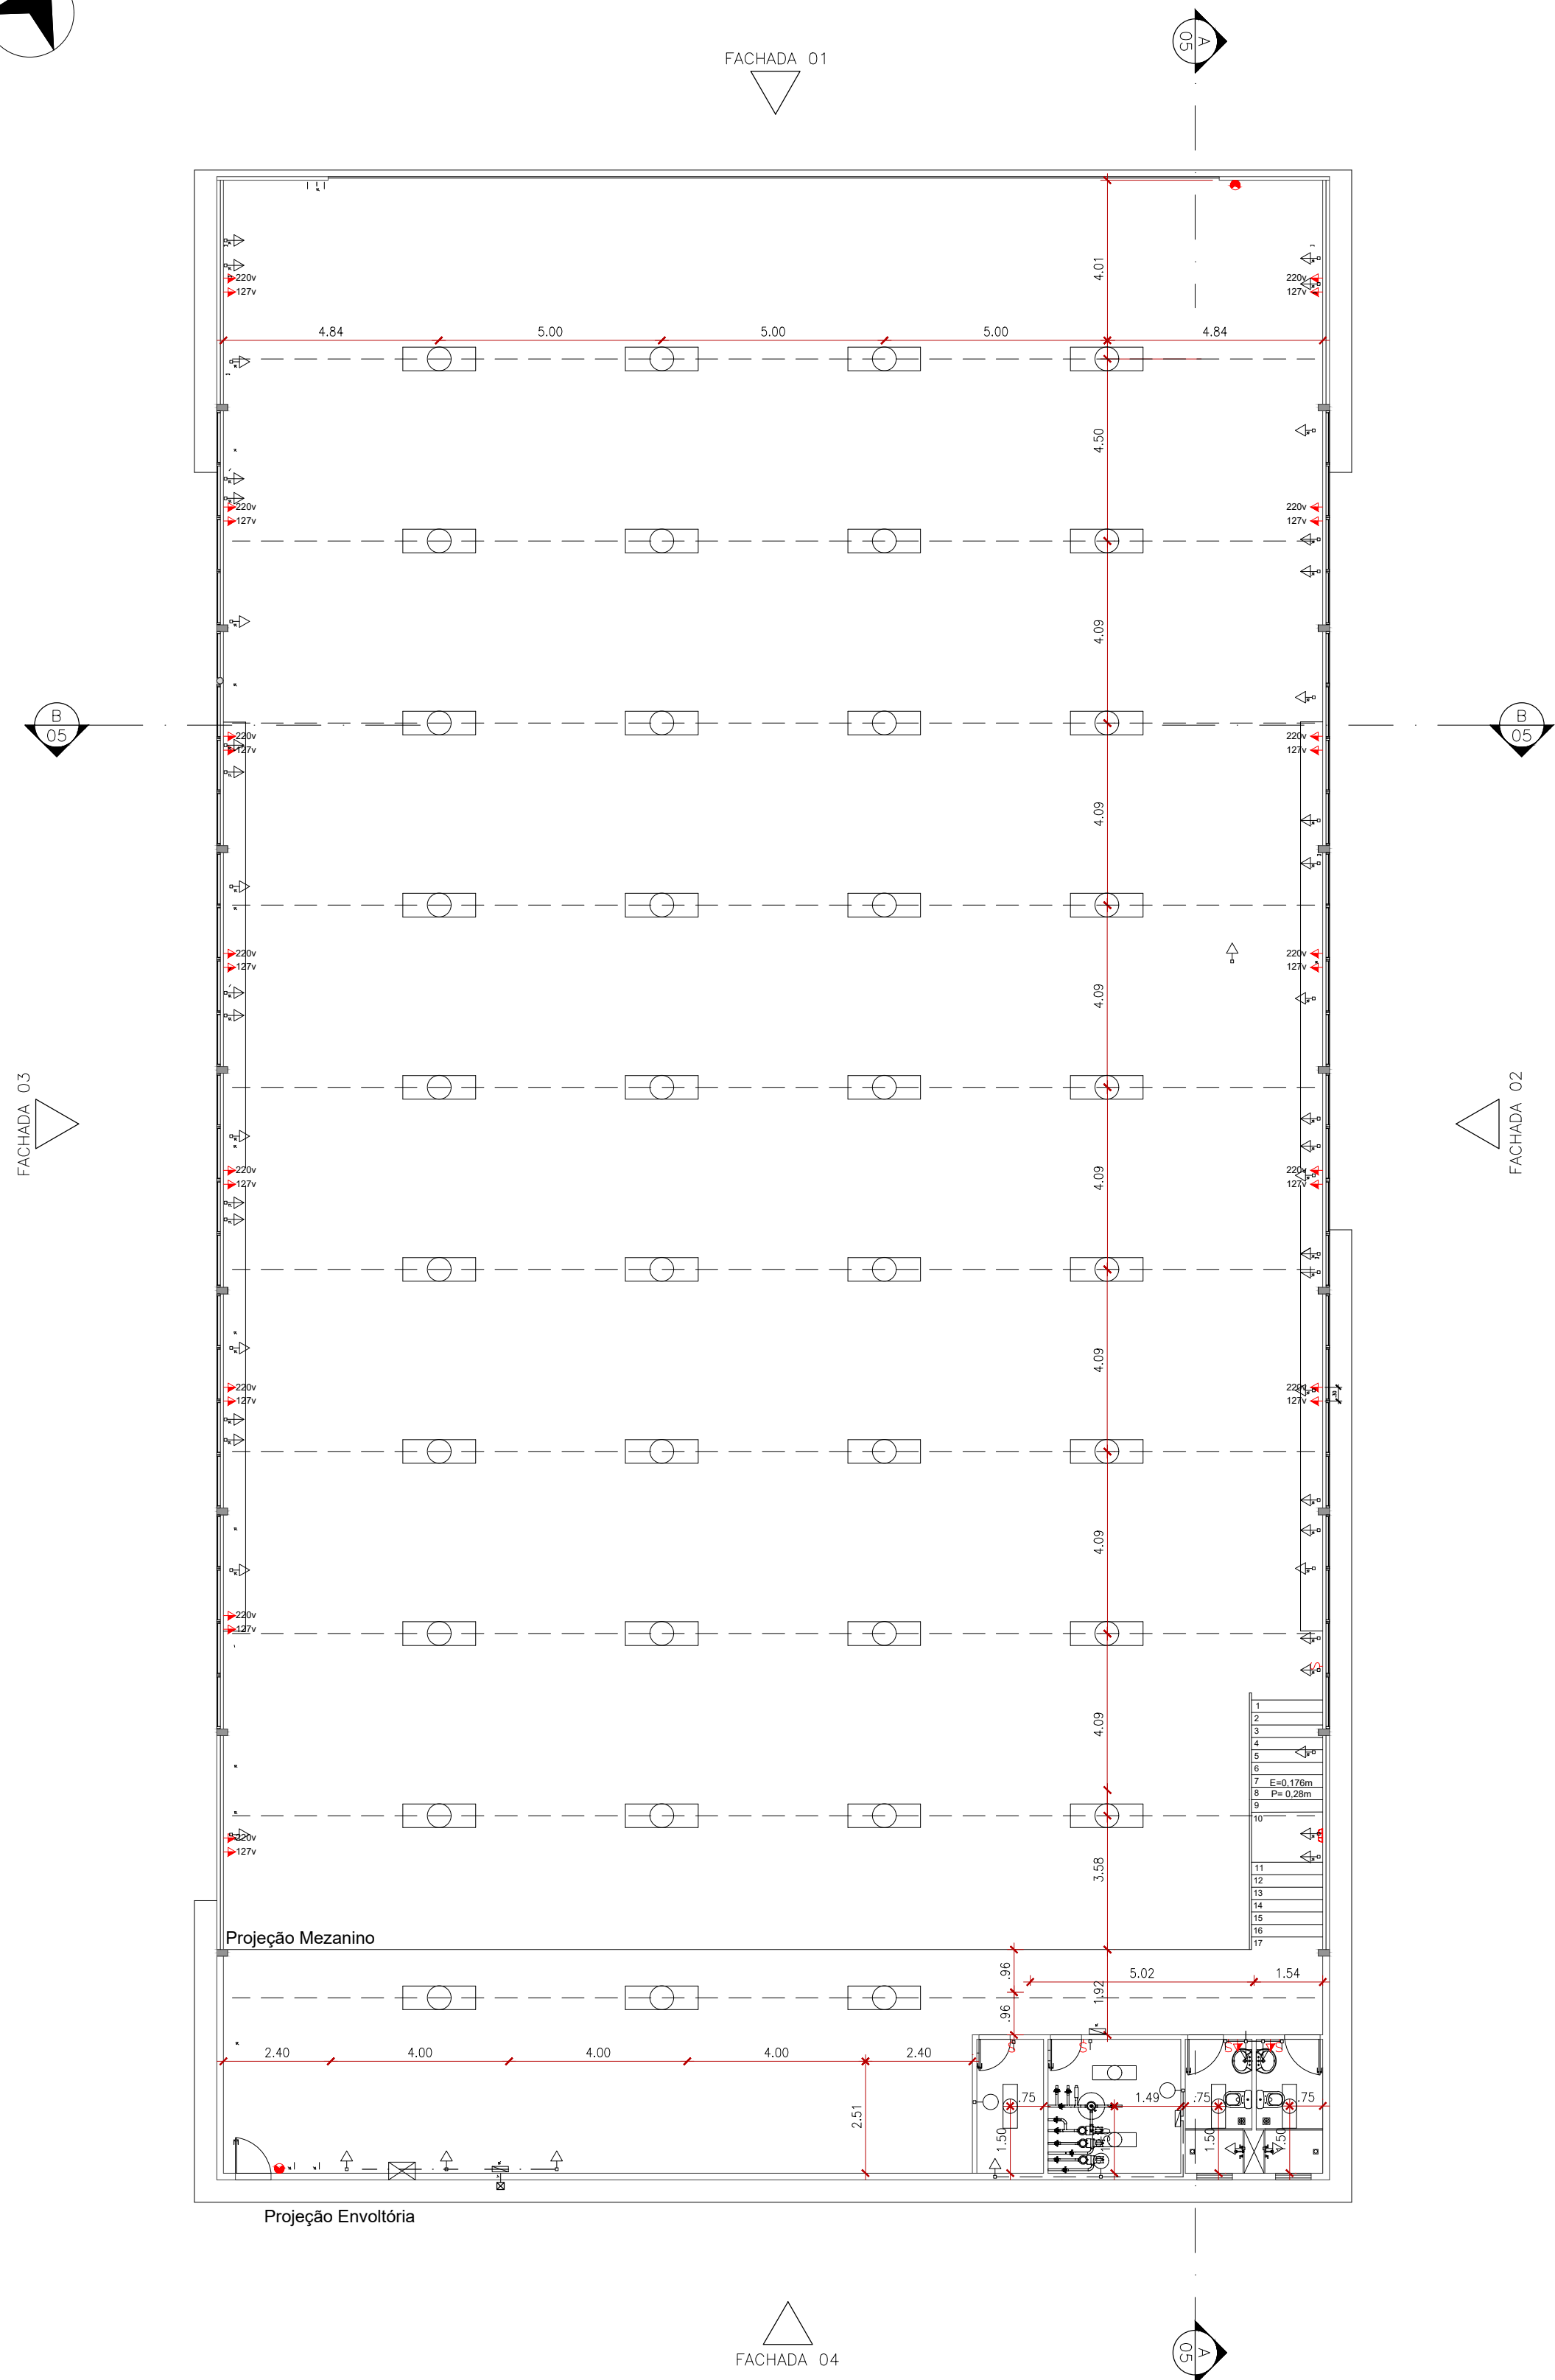 A
05
FACHADA 01
4.01
220v
127v
220v
127v
4.84
5.00
5.00
5.00
4.84
4.50
220v
127v
220v
127v
4.09
B
05
B
05
220v
127v
220v
127v
4.09
220v
127v
220v
127v
4.09
FACHADA 03
FACHADA 02
220v
127v
220v
127v
4.09
4.09
220v
127v
220v
127v
.30
4.09
220v
127v
4.09
1
2
3
4
5
6
7 E=0,176m
8 P= 0,28m
9
10
220v
127v
3.58
11
12
13
14
15
16
17
Projeção Mezanino
.96
5.02
1.54
1.92
.96
2.40
4.00
4.00
4.00
2.40
S
S
S
S
.75
1.49
.75
.75
2.51
1.50
1.50
1.50
1.50
Projeção Envoltória
FACHADA 04
A
05